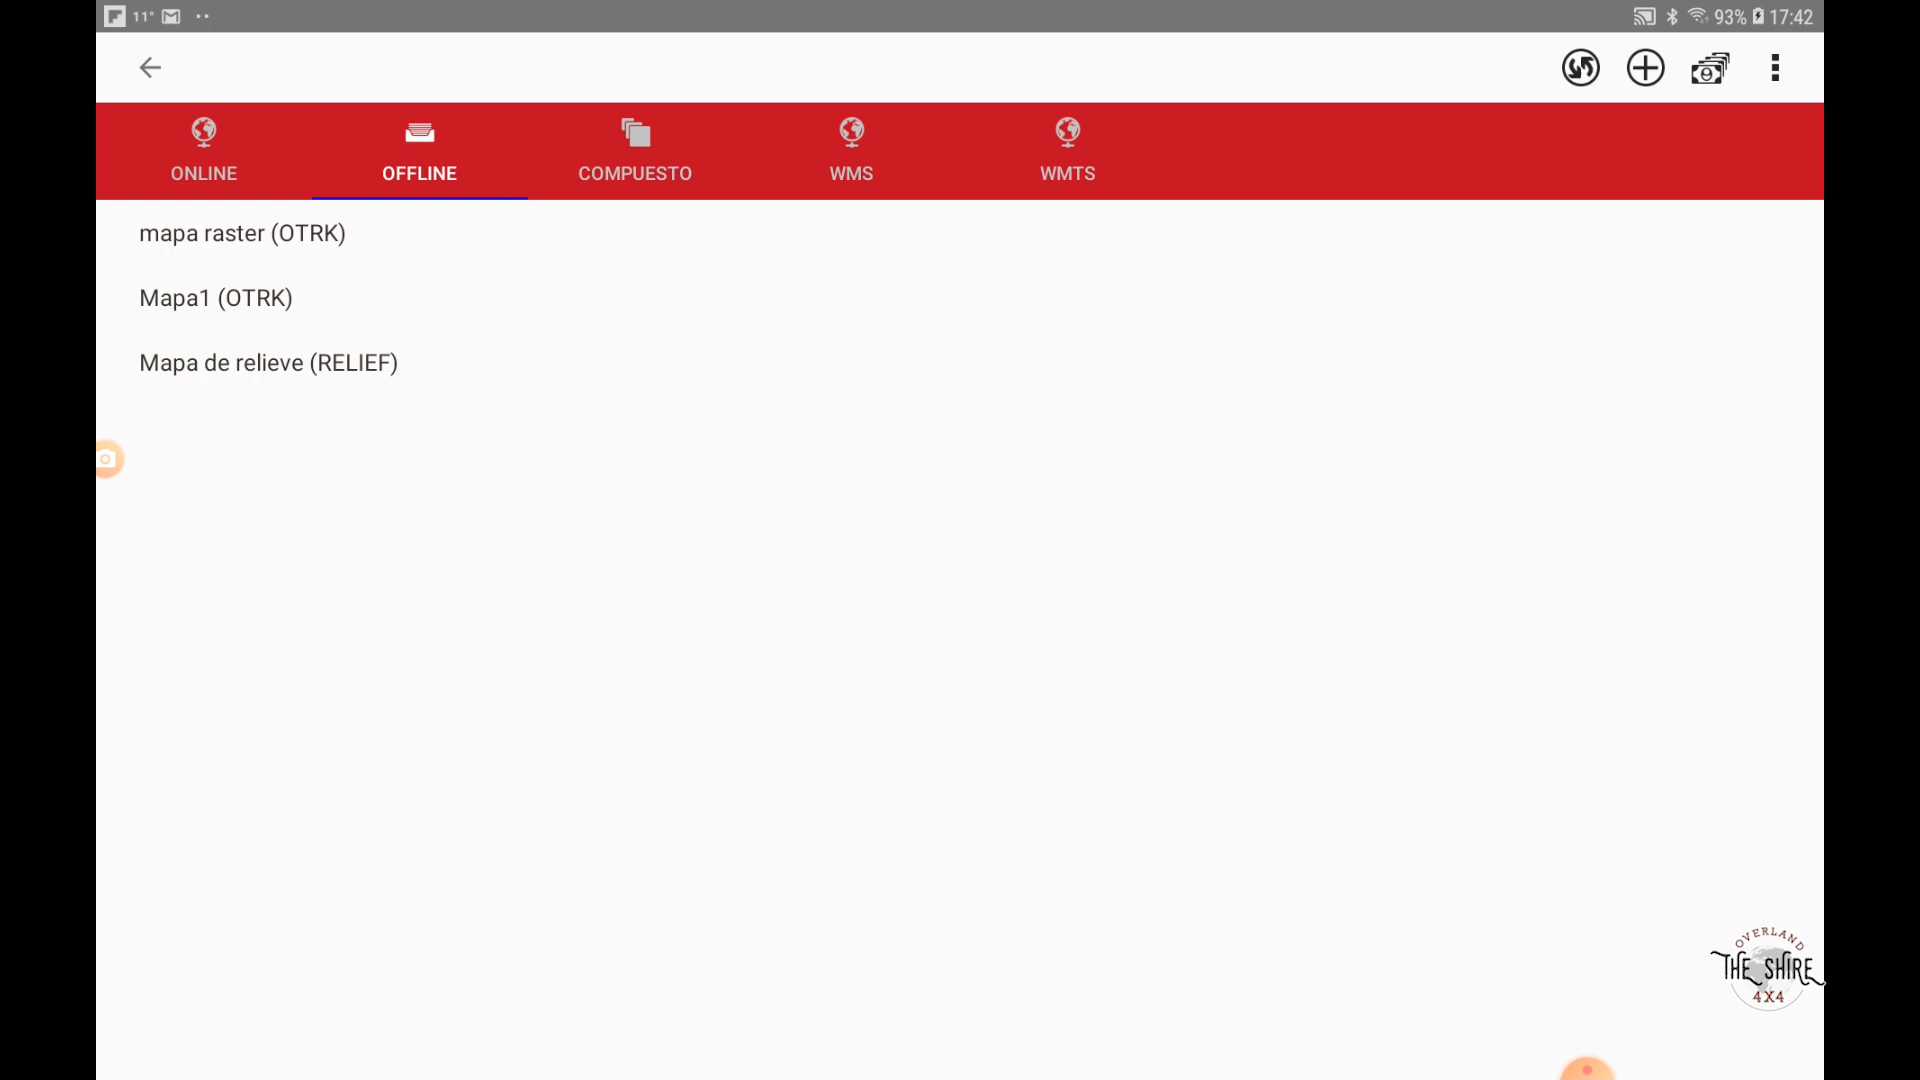 11° 93% 17:42
ONLINE OFFLINE COMPUESTO WMS WMTS
mapa raster (OTRK)
Mapa1 (OTRK)
Mapa de relieve (RELIEF)
OVERLAND
THE SHIRE
4X4